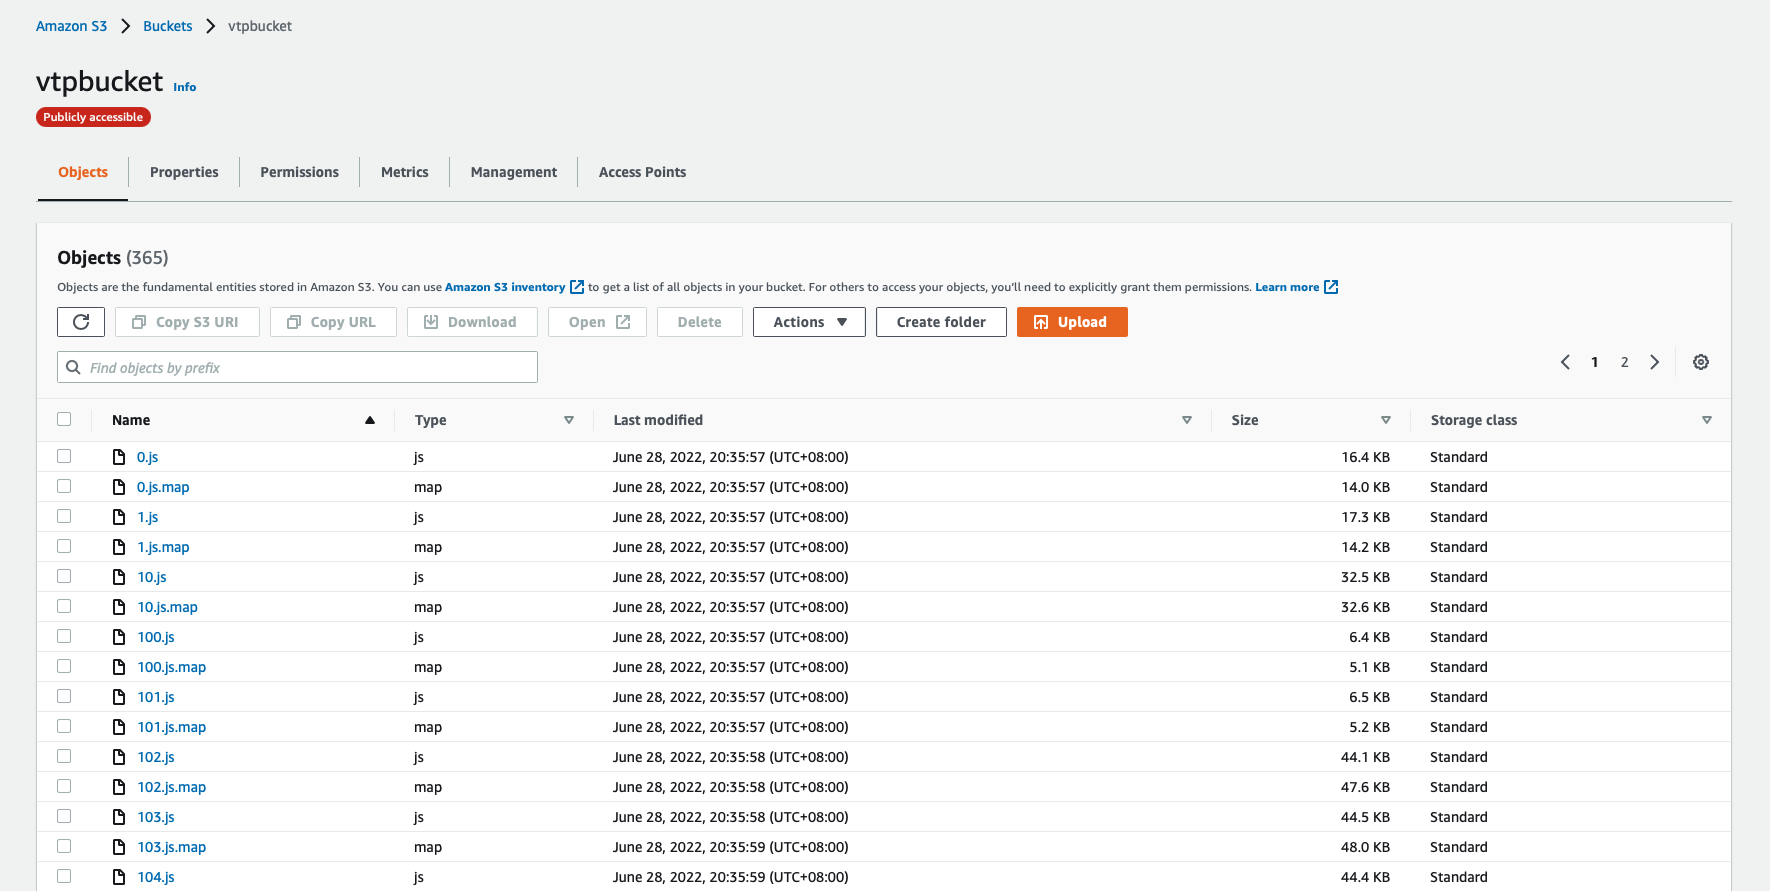 Amazon S3 Buckets vtpbucket
vtpbucket Info
Publicly accessible
Objects Properties Permissions Metrics Management Access Points
Objects (365)
Objects are the fundamental entities stored in Amazon S3. You can use Amazon S3 inventory to get a list of all objects in your bucket. For others to access your objects, you'll need to explicitly grant them permissions. Learn more
Copy S3 URI Copy URL Download Open Delete Actions Create folder Upload
Find objects by prefix 1 2
Name Type Last modified Size Storage class
0.js js June 28, 2022, 20:35:57 (UTC+08:00) 16.4 KB Standard
0.js.map map June 28, 2022, 20:35:57 (UTC+08:00) 14.0 KB Standard
1.js js June 28, 2022, 20:35:57 (UTC+08:00) 17.3 KB Standard
1.js.map map June 28, 2022, 20:35:57 (UTC+08:00) 14.2 KB Standard
10.js js June 28, 2022, 20:35:57 (UTC+08:00) 32.5 KB Standard
10.js.map map June 28, 2022, 20:35:57 (UTC+08:00) 32.6 KB Standard
100.js js June 28, 2022, 20:35:57 (UTC+08:00) 6.4 KB Standard
100.js.map map June 28, 2022, 20:35:57 (UTC+08:00) 5.1 KB Standard
101.js js June 28, 2022, 20:35:57 (UTC+08:00) 6.5 KB Standard
101.js.map map June 28, 2022, 20:35:57 (UTC+08:00) 5.2 KB Standard
102.js js June 28, 2022, 20:35:58 (UTC+08:00) 44.1 KB Standard
102.js.map map June 28, 2022, 20:35:58 (UTC+08:00) 47.6 KB Standard
103.js js June 28, 2022, 20:35:58 (UTC+08:00) 44.5 KB Standard
103.js.map map June 28, 2022, 20:35:59 (UTC+08:00) 48.0 KB Standard
104.js js June 28, 2022, 20:35:59 (UTC+08:00) 44.4 KB Standard